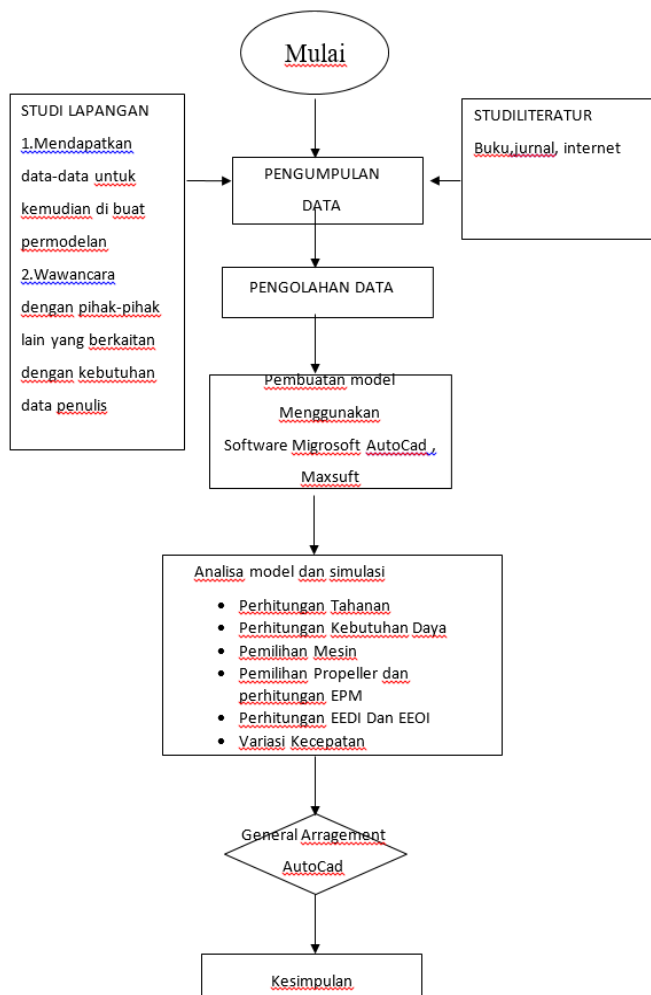 Mulai
STUDI LAPANGAN
1.Mendapatkan
data-data untuk
kemudian di buat
permodelan
2.Wawancara
dengan pihak-pihak
lain yang berkaitan
dengan kebutuhan
data penulis
STUDILITERATUR
Buku,jurnal, internet
PENGUMPULAN
DATA
PENGOLAHAN DATA
Pembuatan model
Menggunakan
Software Migrosoft AutoCad ,
Maxsuft
Analisa model dan simulasi
• Perhitungan Tahanan
• Perhitungan Kebutuhan Daya
• Pemilihan Mesin
• Pemilihan Propeller dan
perhitungan EPM
• Perhitungan EEDI Dan EEOI
• Variasi Kecepatan
General Arragement
AutoCad
Kesimpulan